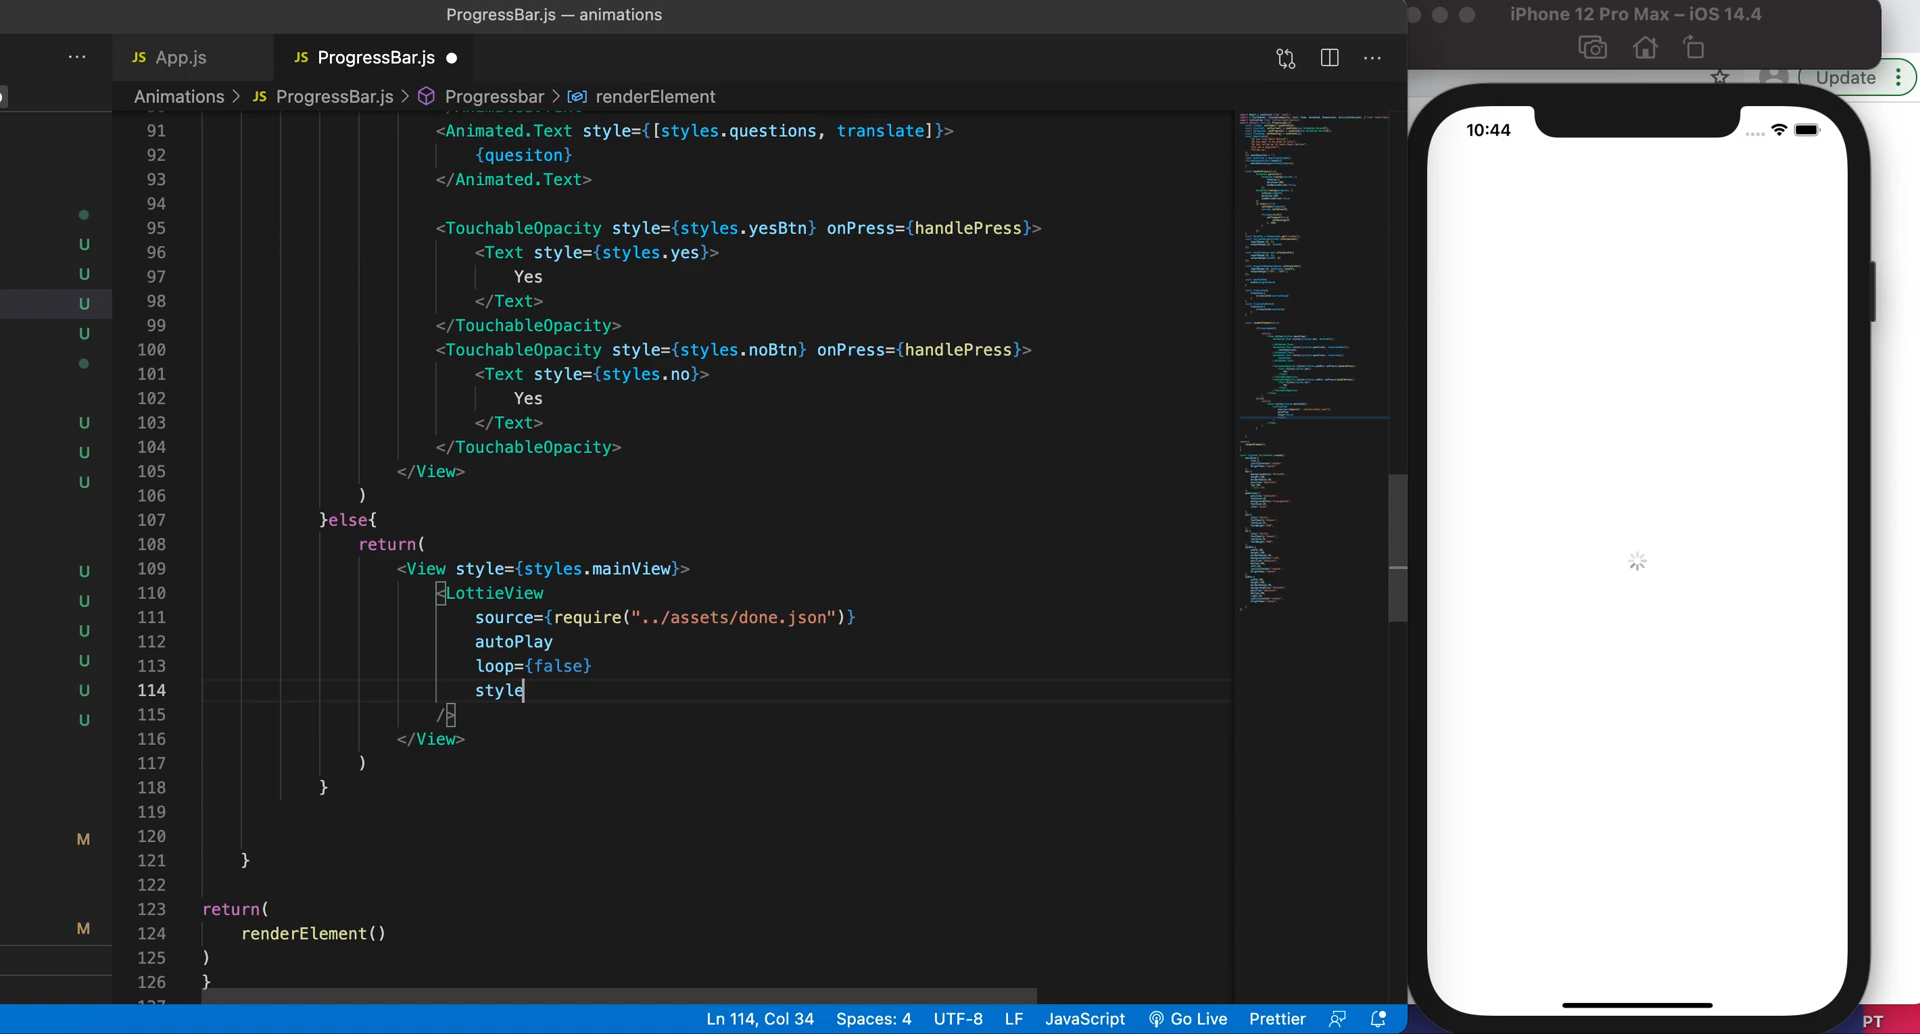 ProgressBar.js — animations
iPhone 12 Pro Max – iOS 14.4
JS App.js
JS ProgressBar.js
Update
Animations > JS ProgressBar.js > Progressbar > renderElement
10:44
91 <Animated.Text style={[styles.questions, translate]}>
92 {quesiton}
93 </Animated.Text>
94
95 <TouchableOpacity style={styles.yesBtn} onPress={handlePress}>
96 <Text style={styles.yes}>
97 Yes
98 </Text>
99 </TouchableOpacity>
100 <TouchableOpacity style={styles.noBtn} onPress={handlePress}>
101 <Text style={styles.no}>
102 Yes
103 </Text>
104 </TouchableOpacity>
105 </View>
106 )
107 }else{
108 return(
109 <View style={styles.mainView}>
110 <LottieView
111 source={require("../assets/done.json")}
112 autoPlay
113 loop={false}
114 style
115 />
116 </View>
117 )
118 }
119
120
121 }
122
123 return(
124 renderElement()
125 )
126 }
U
U
U
U
U
U
U
U
U
U
U
U
U
M
M
Ln 114, Col 34 Spaces: 4 UTF-8 LF JavaScript Go Live Prettier
PT